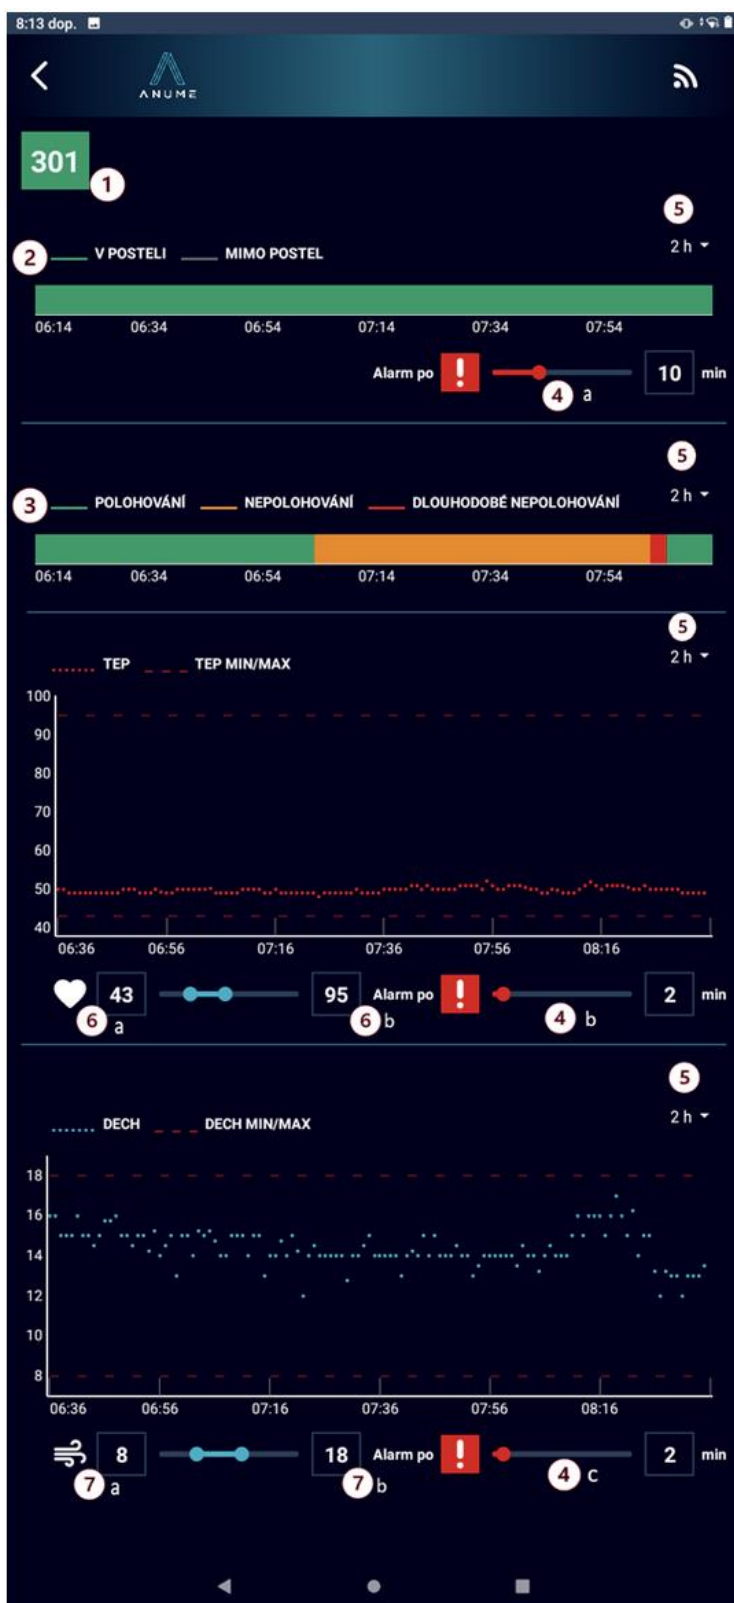 8:13 dop.
ANUME
301
1
5
2 V POSTELI MIMO POSTEL 2 h
06:14 06:34 06:54 07:14 07:34 07:54
Alarm po ! 10 min
4 a
5
3 POLOHOVÁNÍ NEPOLOHOVÁNÍ DLOUHODOBÉ NEPOLOHOVÁNÍ 2 h
06:14 06:34 06:54 07:14 07:34 07:54
5
TEP TEP MIN/MAX 2 h
100
90
80
70
60
50
40
06:36 06:56 07:16 07:36 07:56 08:16
43 95 Alarm po ! 2 min
6 a 6 b 4 b
5
DECH DECH MIN/MAX 2 h
18
16
14
12
10
8
06:36 06:56 07:16 07:36 07:56 08:16
8 18 Alarm po ! 2 min
7 a 7 b 4 c